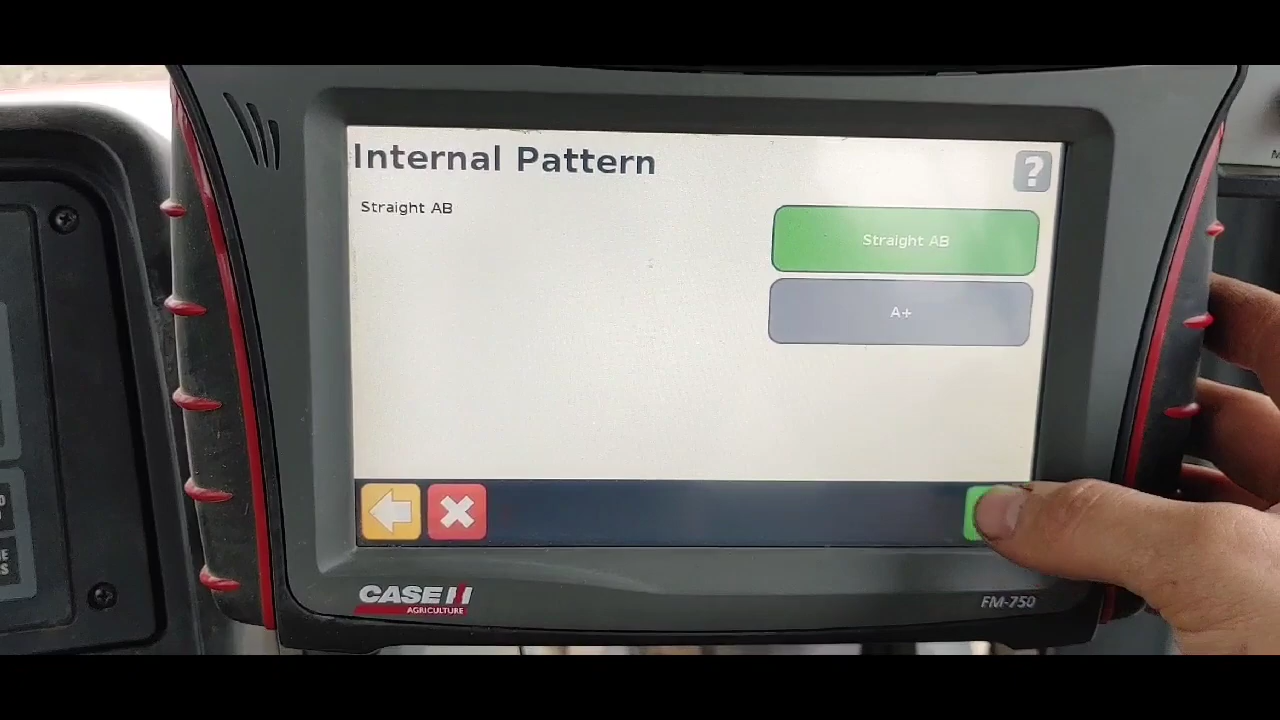 Internal Pattern
?
Straight AB
Straight AB
A+
CASE IH
AGRICULTURE
FM-750